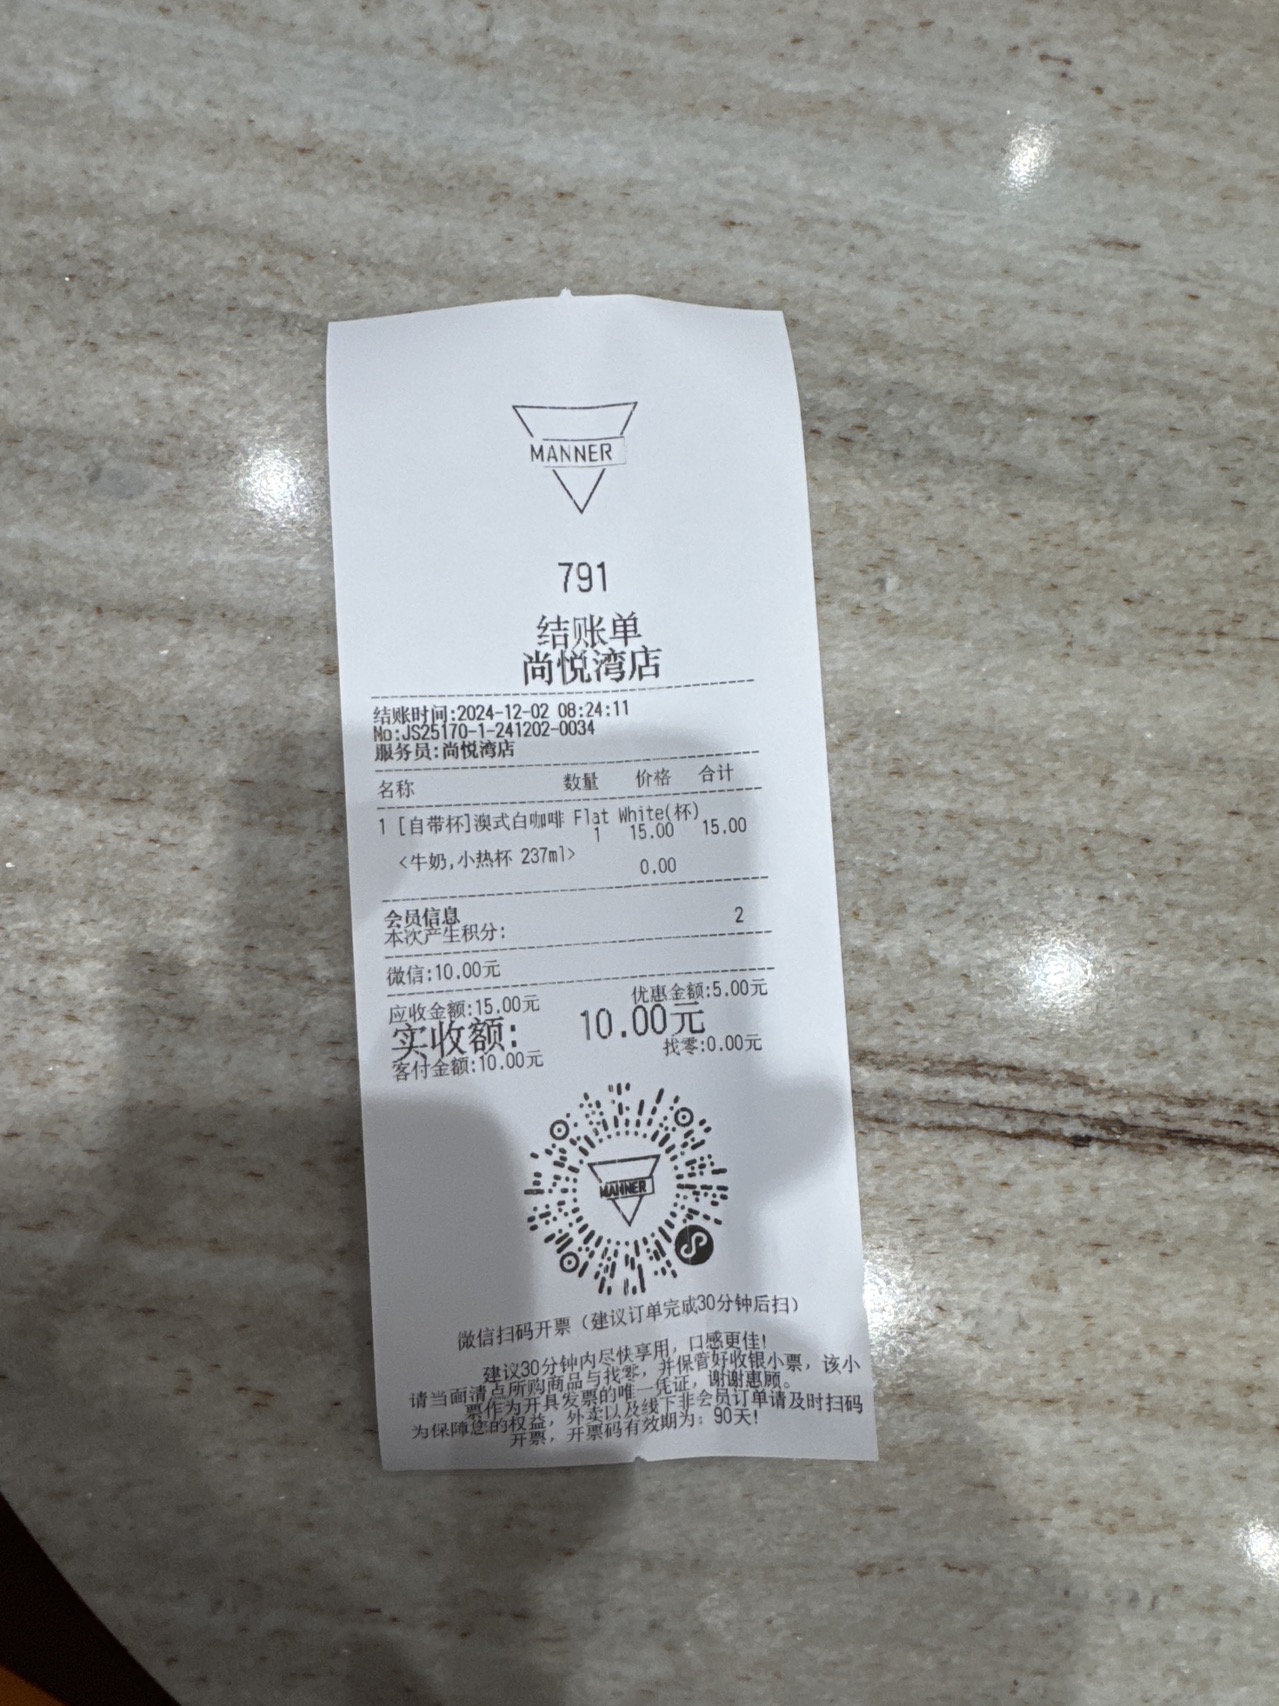 MANNER
791
结账单
尚悦湾店
结账时间:2024-12-02 08:24:11
No:JS25170-1-241202-0034
服务员:尚悦湾店
名称 数量 价格 合计
1 [自带杯]澳式白咖啡 Flat White(杯)
1 15.00 15.00
<牛奶,小热杯 237ml> 0.00
会员信息
本次产生积分: 2
微信:10.00元
应收金额:15.00元 优惠金额:5.00元
实收额: 10.00元
客付金额:10.00元 找零:0.00元
MANNER
微信扫码开票（建议订单完成30分钟后扫）
建议30分钟内尽快享用，口感更佳!
请当面清点所购商品与找零，并保管好收银小票，该小
票作为开具发票的唯一凭证，谢谢惠顾。
为保障您的权益，外卖以及线下非会员订单请及时扫码
开票，开票码有效期为：90天!